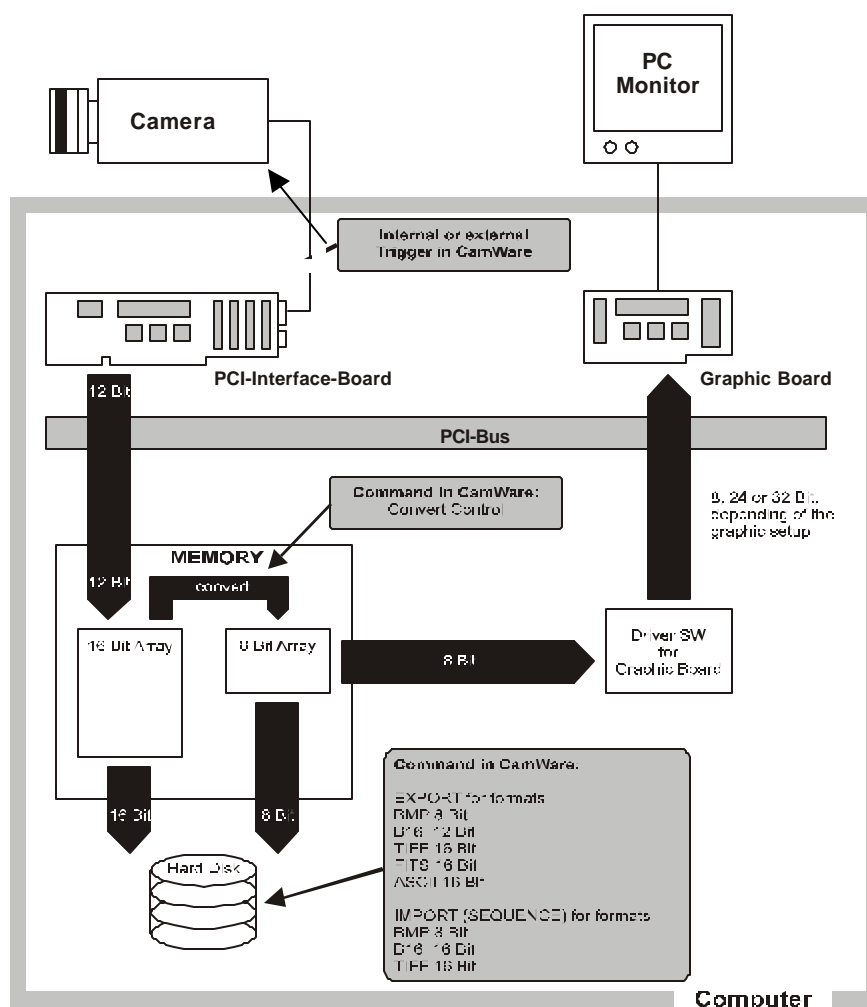 PC
Monitor
Camera
Internal or external
Trigger in CamWare
PCI-Interface-Board
Graphic Board
12 Bit
PCI-Bus
Command in CamWare:
Convert Control
8, 24 or 32 Bit,
depending of the
graphic setup
MEMORY
12 Bit
convert
16 Bit Array
8 Bit Array
8 Bit
Driver SW
for
Graphic Board
16 Bit
8 Bit
Hard Disk
Command in CamWare:
EXPORT for formats
BMP 8 Bit
B16 12 Bit
TIFF 16 Bit
FITS 16 Bit
ASCII 16 Bit
IMPORT (SEQUENCE) for formats
BMP 8 Bit
B16 16 Bit
TIFF 16 Bit
Computer